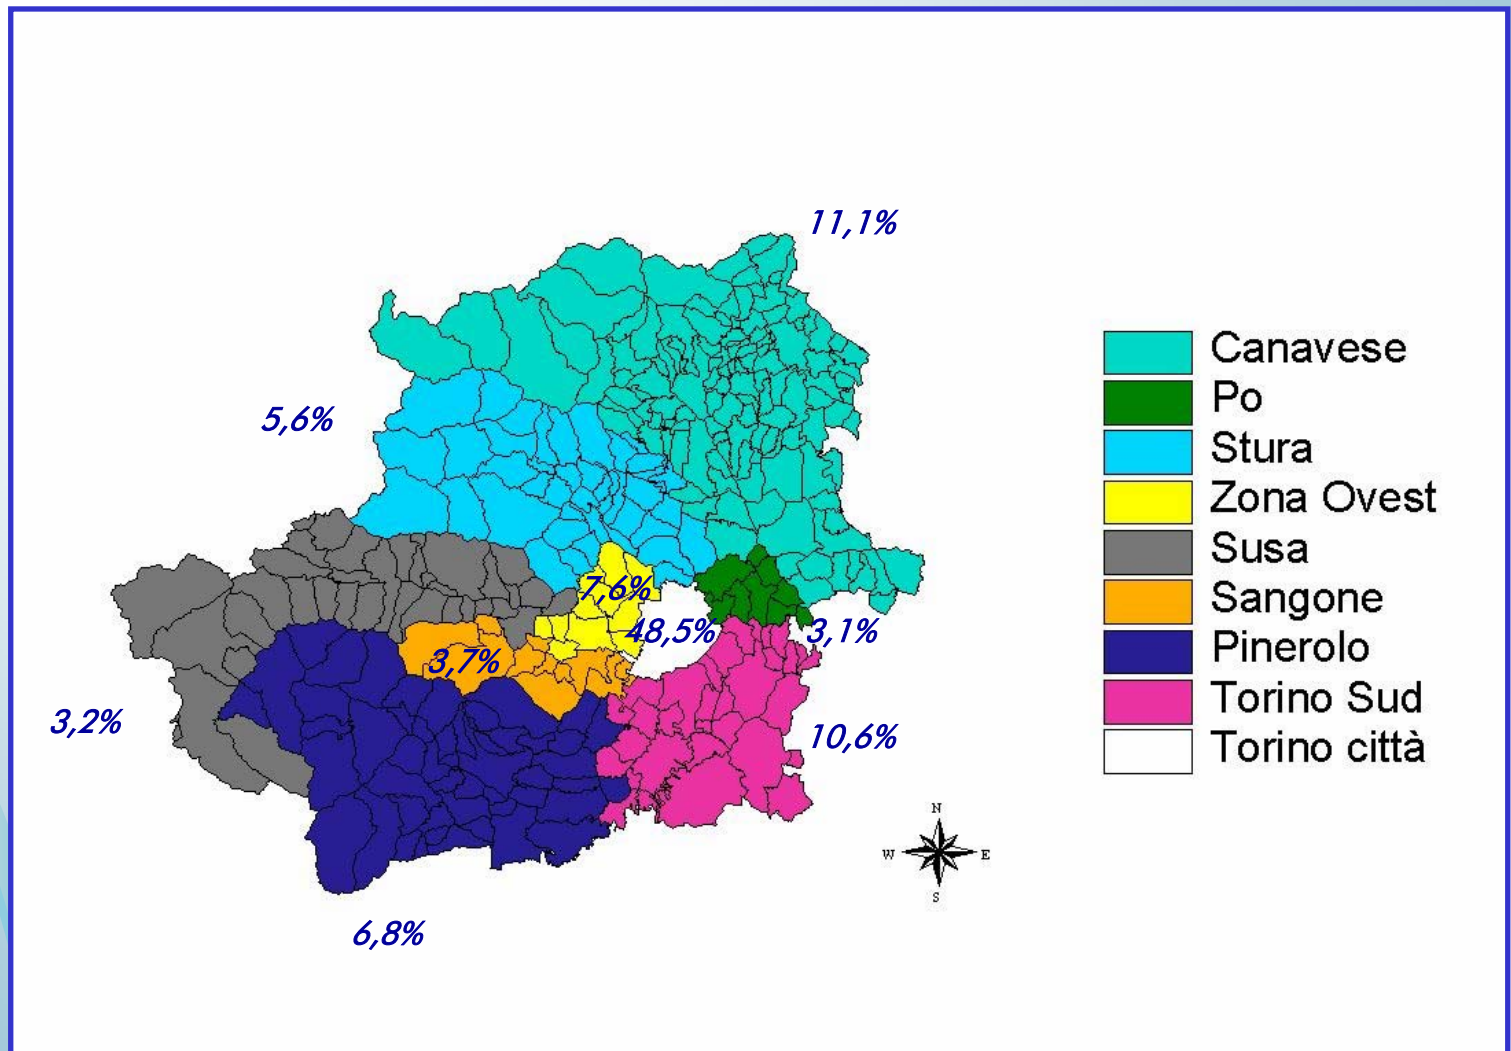 11,1%
5,6%
7,6%
48,5%
3,1%
3,7%
3,2%
10,6%
6,8%
Canavese
Po
Stura
Zona Ovest
Susa
Sangone
Pinerolo
Torino Sud
Torino città
N
W E
S